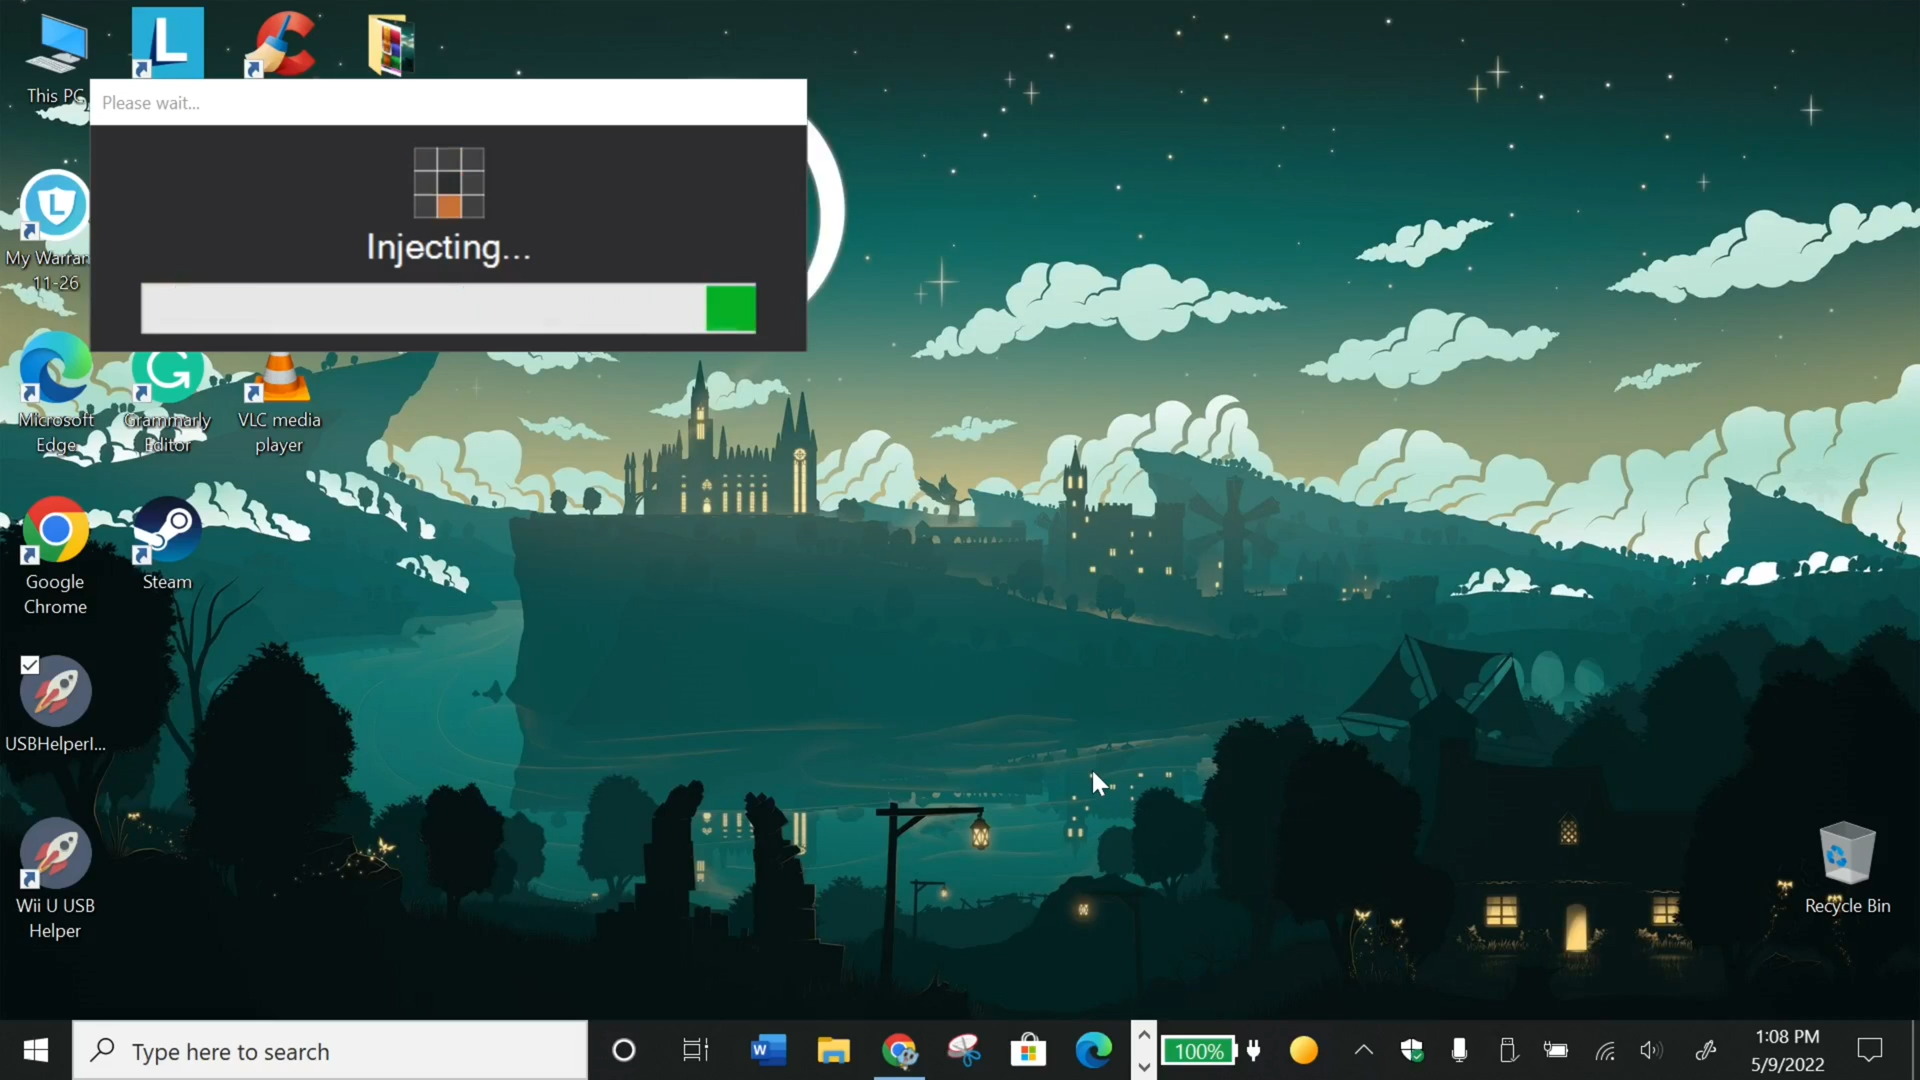 This PC
Please wait...
Injecting...
My Warran
11-26
Microsoft
Edge
Grammarly
Editor
VLC media
player
Google
Chrome
Steam
USBHelperI...
Wii U USB
Helper
Recycle Bin
Type here to search
100%
1:08 PM
5/9/2022